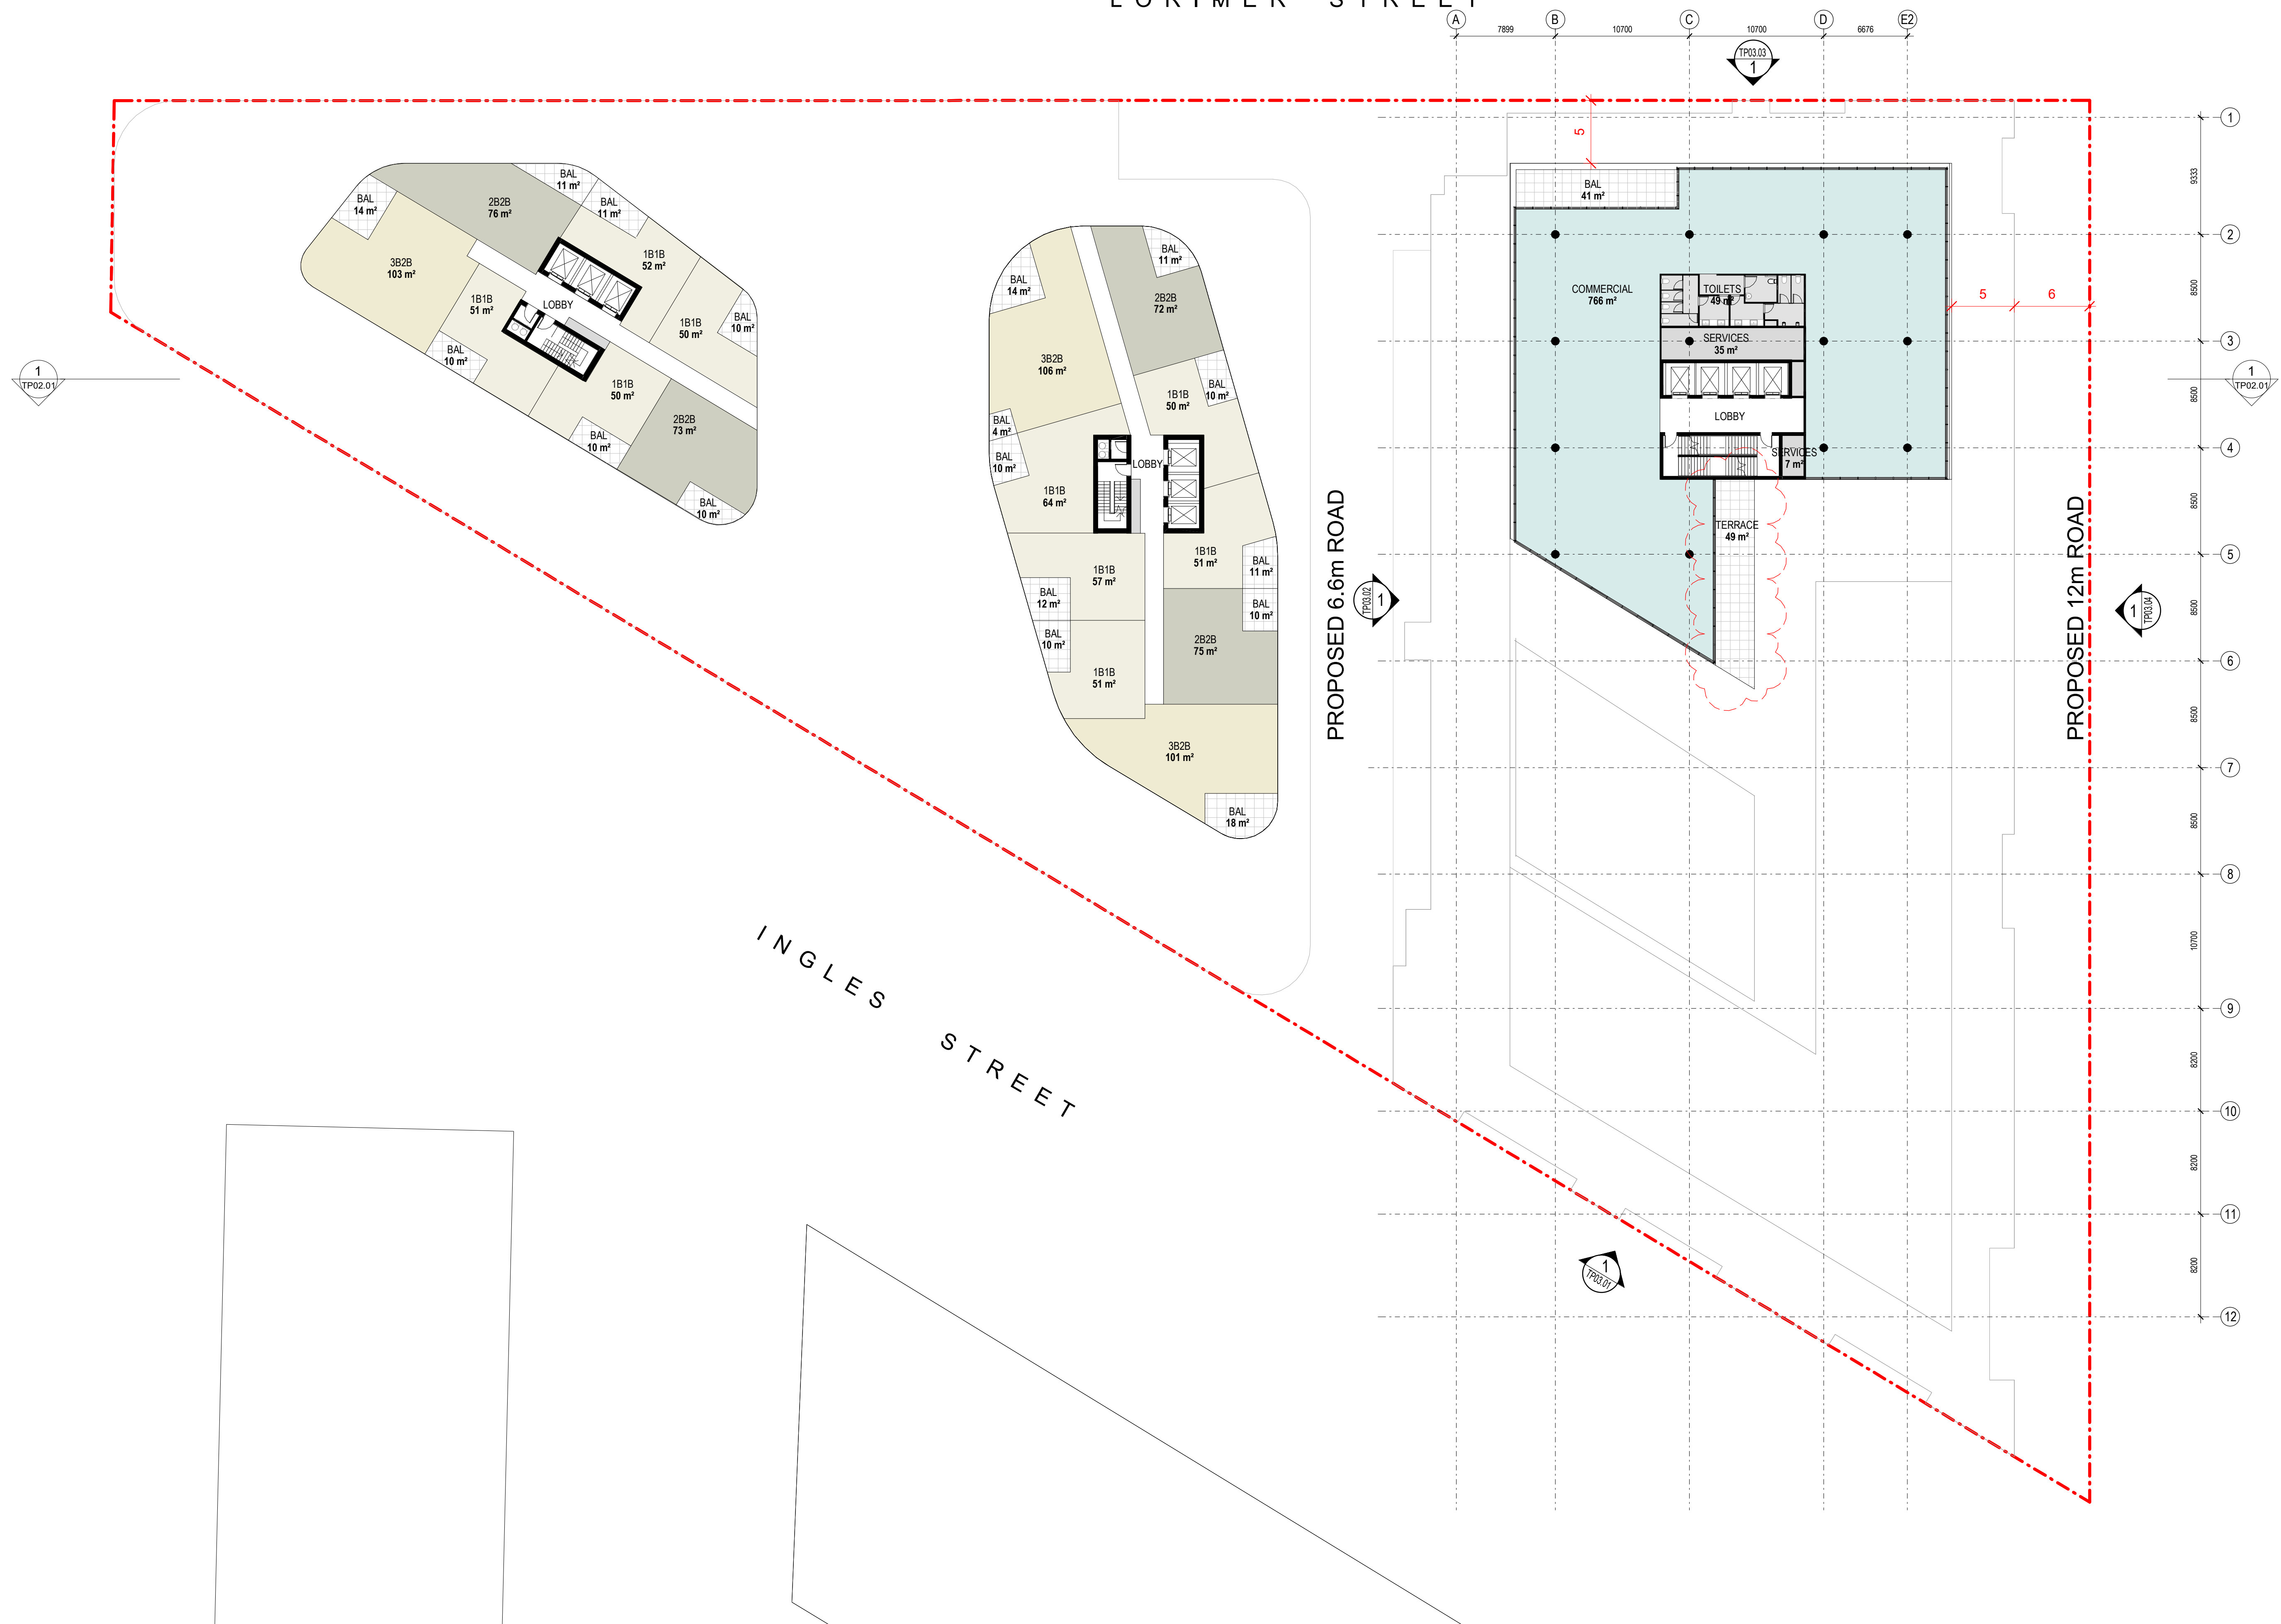 LORIMER STREET
A
B
C
D
E2
7899
10700
10700
6676
TP03.03
1
1
2
3
4
5
6
7
8
9
10
11
12
9333
8500
8500
8500
8500
8500
8500
10700
8200
8200
8200
5
5
6
BAL
14 m²
2B2B
76 m²
BAL
11 m²
BAL
11 m²
3B2B
103 m²
1B1B
52 m²
1B1B
51 m²
LOBBY
1B1B
50 m²
BAL
10 m²
BAL
10 m²
1B1B
50 m²
2B2B
73 m²
BAL
10 m²
BAL
10 m²
1
TP02.01
BAL
11 m²
BAL
14 m²
2B2B
72 m²
3B2B
106 m²
BAL
10 m²
1B1B
50 m²
BAL
4 m²
BAL
10 m²
LOBBY
1B1B
64 m²
1B1B
51 m²
BAL
11 m²
1B1B
57 m²
BAL
12 m²
BAL
10 m²
BAL
10 m²
2B2B
75 m²
1B1B
51 m²
3B2B
101 m²
BAL
18 m²
BAL
41 m²
COMMERCIAL
766 m²
TOILETS
49 m²
SERVICES
35 m²
LOBBY
SERVICES
7 m²
TERRACE
49 m²
1
TP02.01
PROPOSED 6.6m ROAD
PROPOSED 12m ROAD
TP03.02
1
1
TP03.04
1
TP03.01
INGLES STREET